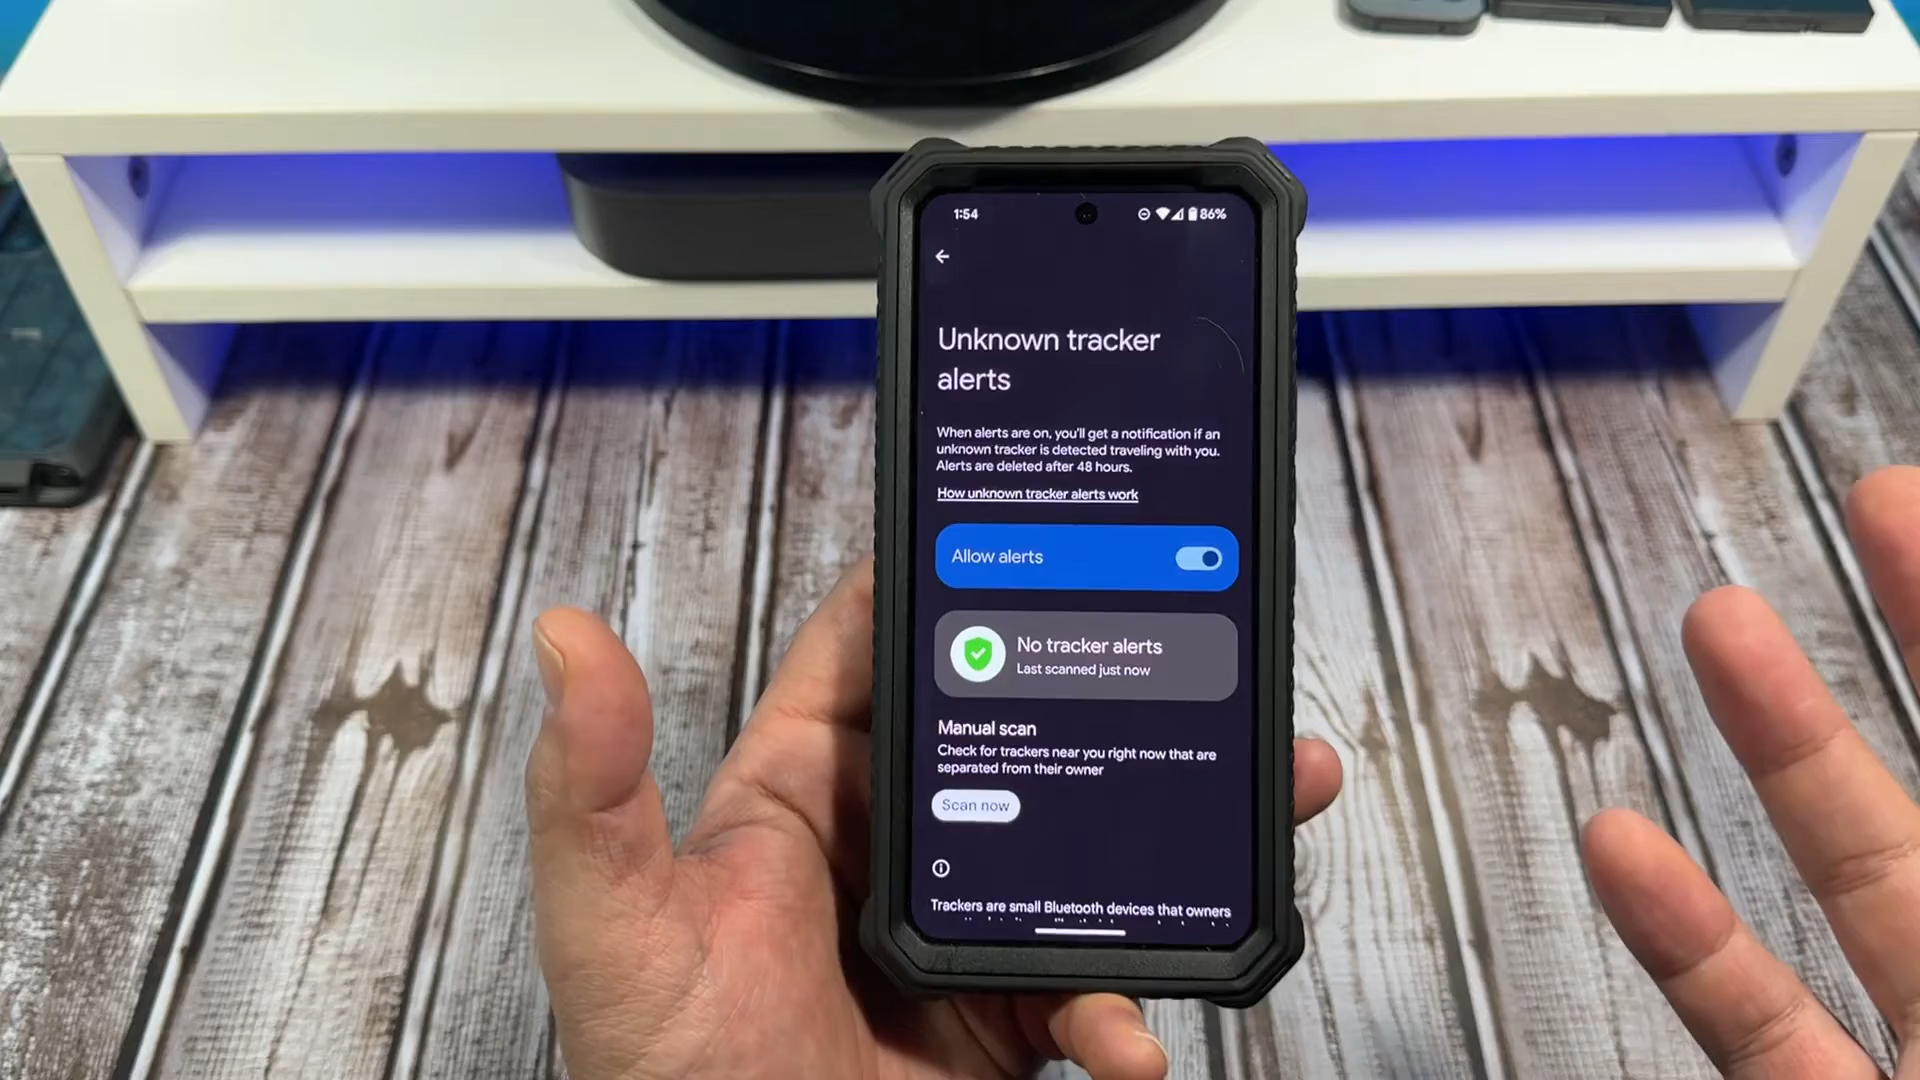 1:54
86%
Unknown tracker
alerts
When alerts are on, you'll get a notification if an
unknown tracker is detected traveling with you.
Alerts are deleted after 48 hours.
How unknown tracker alerts work
Allow alerts
No tracker alerts
Last scanned just now
Manual scan
Check for trackers near you right now that are
separated from their owner
Scan now
Trackers are small Bluetooth devices that owners